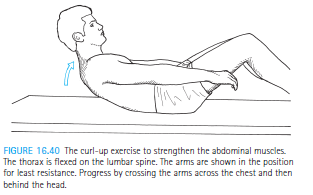 FIGURE 16.40 The curl-up exercise to strengthen the abdominal muscles.
The thorax is flexed on the lumbar spine. The arms are shown in the position
for least resistance. Progress by crossing the arms across the chest and then
behind the head.